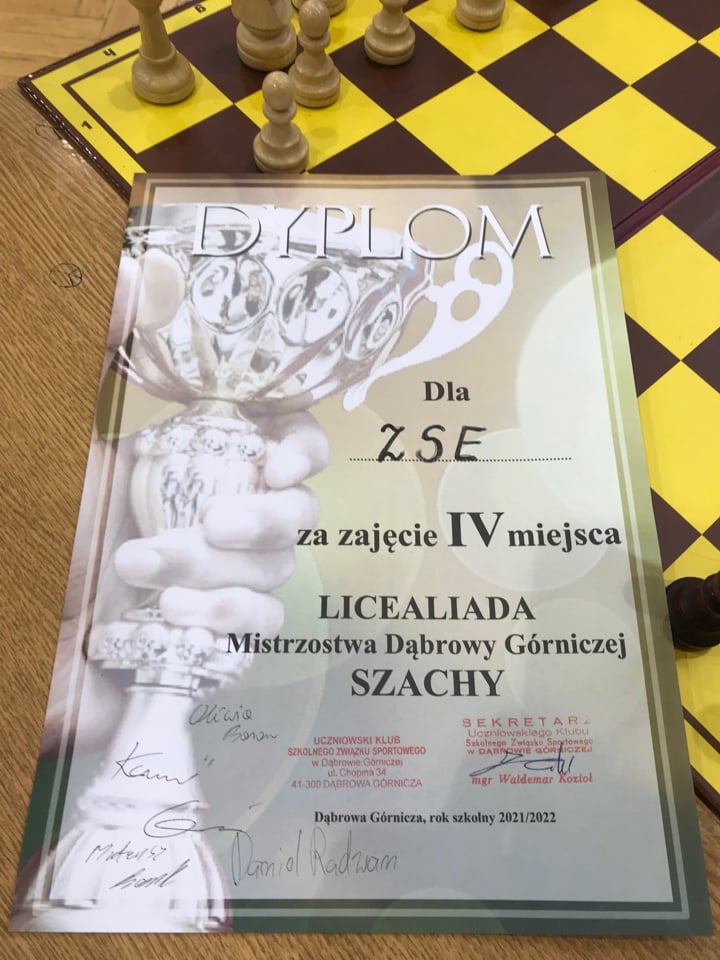 DYPLOM
Dla
ZSE
za zajęcie IV miejsca
LICEALIADA
Mistrzostwa Dąbrowy Górniczej
SZACHY
Oliwia
UCZNIOWSKI KLUB
SZKOLNEGO ZWIĄZKU SPORTOWEGO
w Dąbrowie Górniczej
ul. Chopina 34
41-300 DĄBROWA GÓRNICZA
SEKRETARZ
Uczniowskiego Klubu
Szkolnego Związku Sportowego
w DĄBROWIE GÓRNICZEJ
mgr Waldemar Kozioł
Dąbrowa Górnicza, rok szkolny 2021/2022
Mateusz
Daniel Radwan